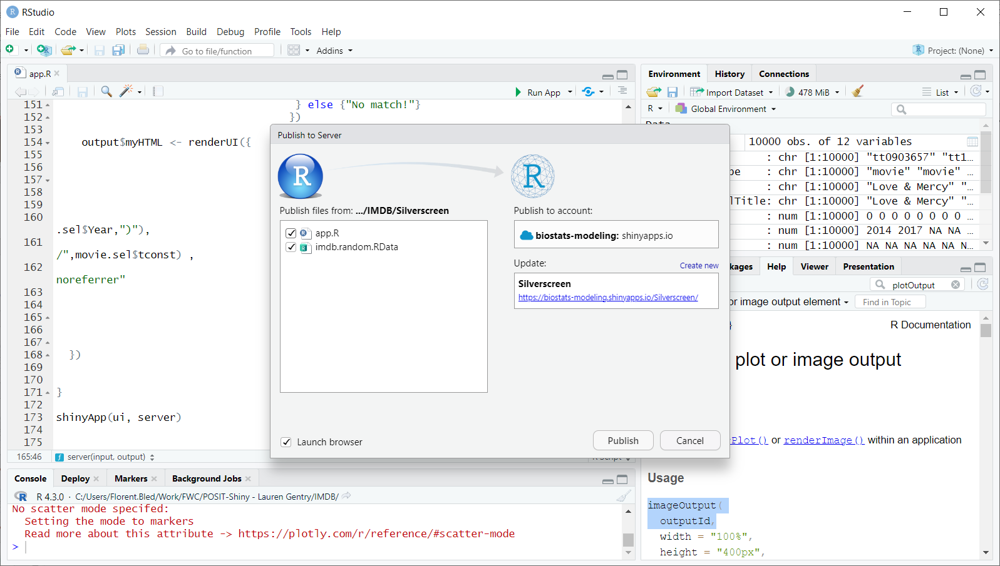 RStudio
File Edit Code View Plots Session Build Debug Profile Tools Help
Go to file/function Addins Project: (None)
app.R
Run App
151 } else {"No match!"}
152 })
153
154 output$myHTML <- renderUI({
155
156
157
158
159
160
.sel$Year,")"),
161
/",movie.sel$tconst) ,
162
noreferrer"
163
164
165
166
167
168 })
169
170
171 }
172
173 shinyApp(ui, server)
174
175
165:46 server(input, output)
Publish to Server
R R
Publish files from: .../IMDB/Silverscreen
app.R
imdb.random.RData
Launch browser
Publish to account:
biostats-modeling: shinyapps.io
Update: Create new
Silverscreen
https://biostats-modeling.shinyapps.io/Silverscreen/
Publish Cancel
Console Deploy Markers Background Jobs
R 4.3.0 · C:/Users/Florent.Bled/Work/FWC/POSIT-Shiny - Lauren Gentry/IMDB/
No scatter mode specifed:
Setting the mode to markers
Read more about this attribute -> https://plotly.com/r/reference/#scatter-mode
>
Environment History Connections
Import Dataset 478 MiB List
R Global Environment
10000 obs. of 12 variables
: chr [1:10000] "tt0903657" "tt1…
be : chr [1:10000] "movie" "movie" …
: chr [1:10000] "Love & Mercy" "…
lTitle: chr [1:10000] "Love & Mercy" "…
: num [1:10000] 0 0 0 0 0 0 0 0 …
: num [1:10000] 2014 2017 NA NA …
: num [1:10000] NA NA NA NA NA N…
kages Help Viewer Presentation
plotOutput
or image output element Find in Topic
} R Documentation
plot or image output
Plot() or renderImage() within an application
Usage
imageOutput(
outputId,
width = "100%",
height = "400px",